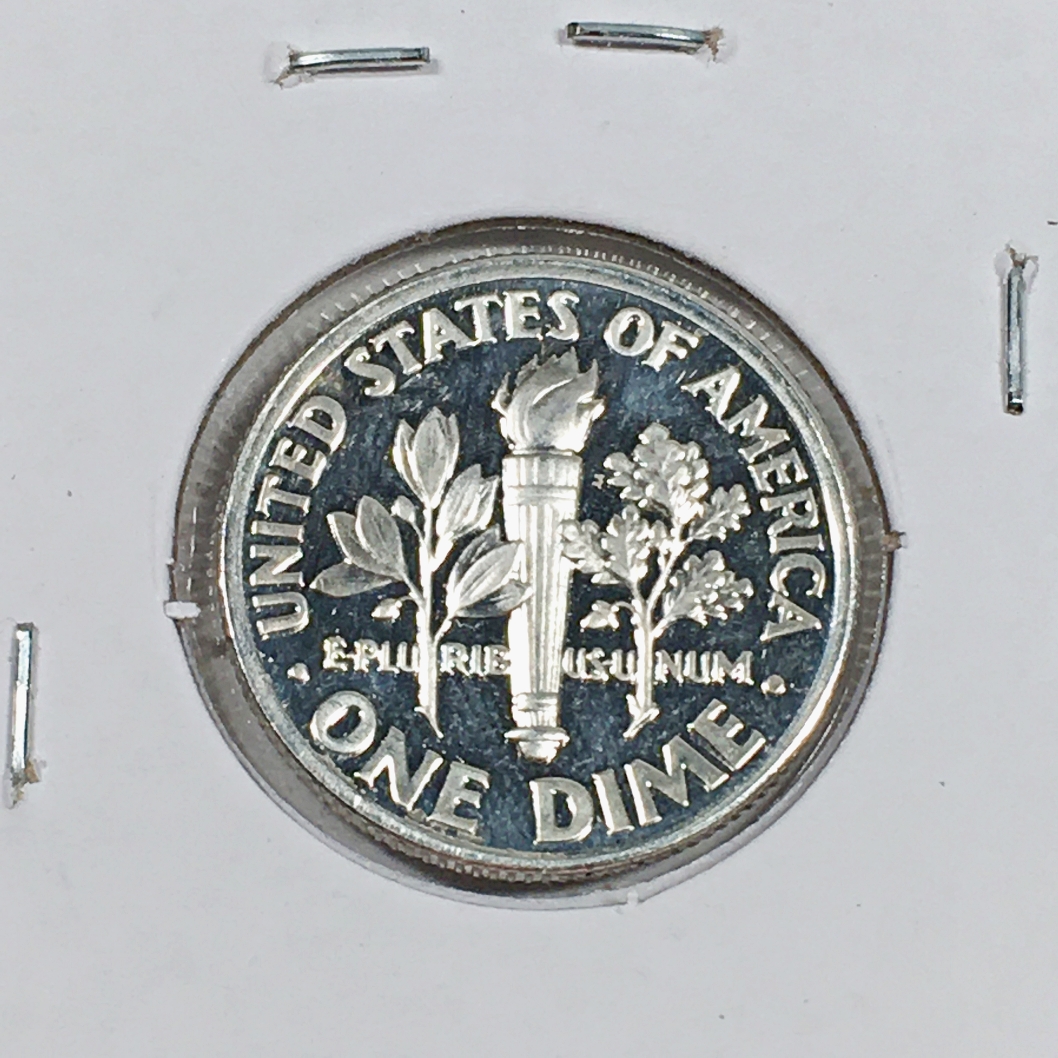 UNITED STATES OF AMERICA
E·PLURIBUS·UNUM
ONE DIME